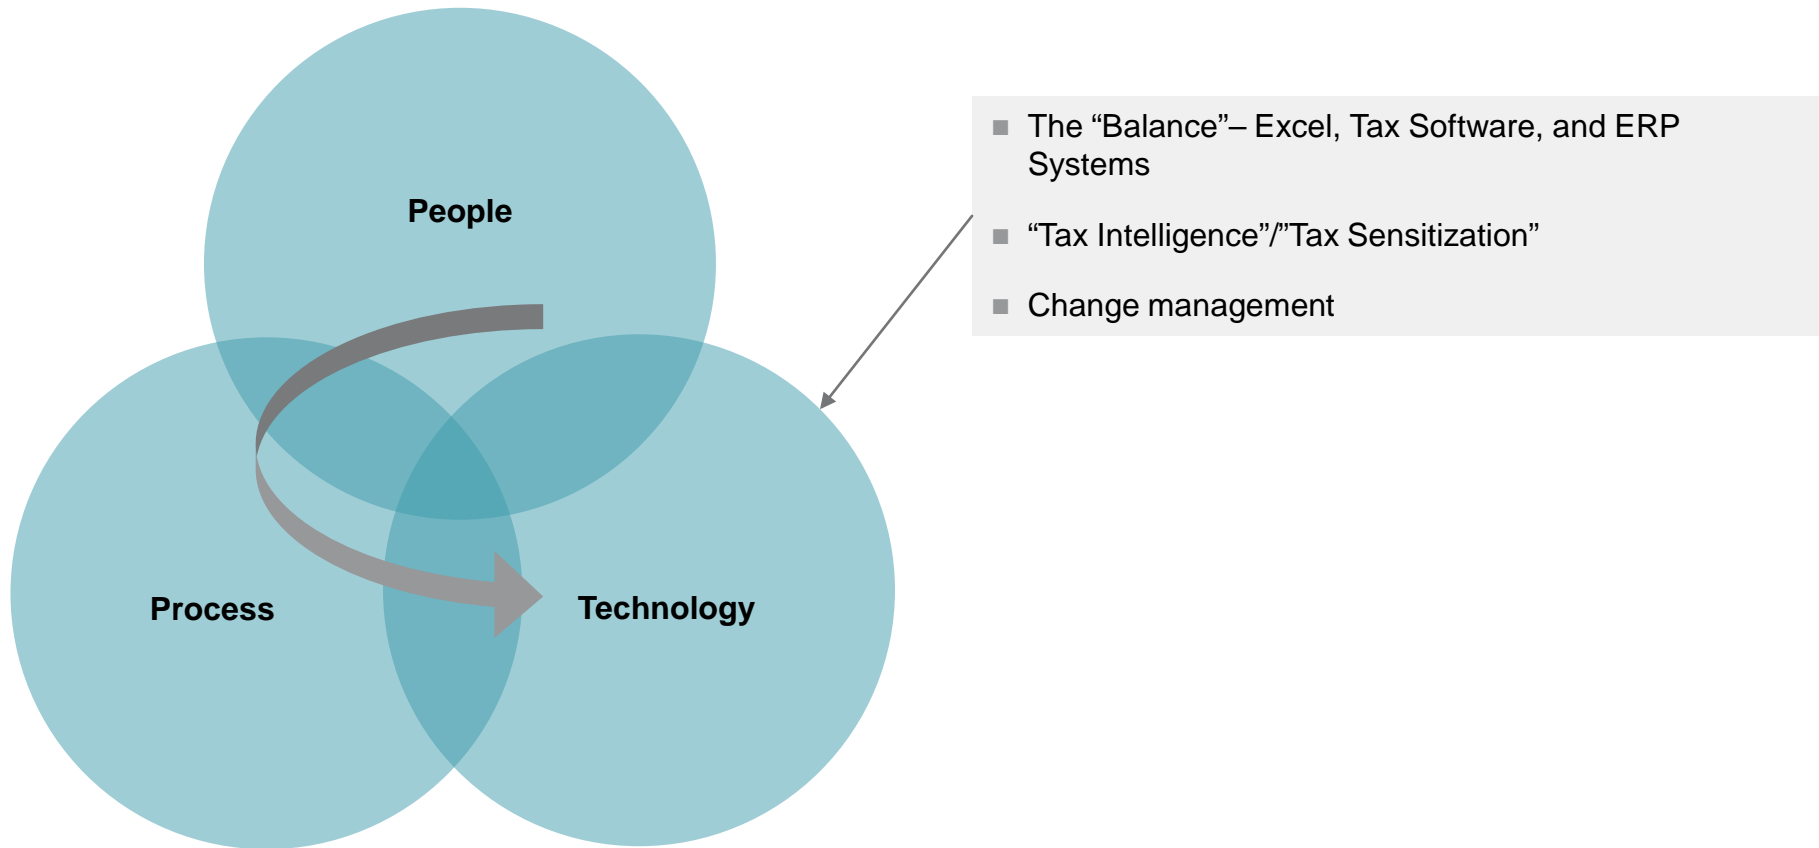 People
Process
Technology
The “Balance”– Excel, Tax Software, and ERP
Systems
“Tax Intelligence”/”Tax Sensitization”
Change management